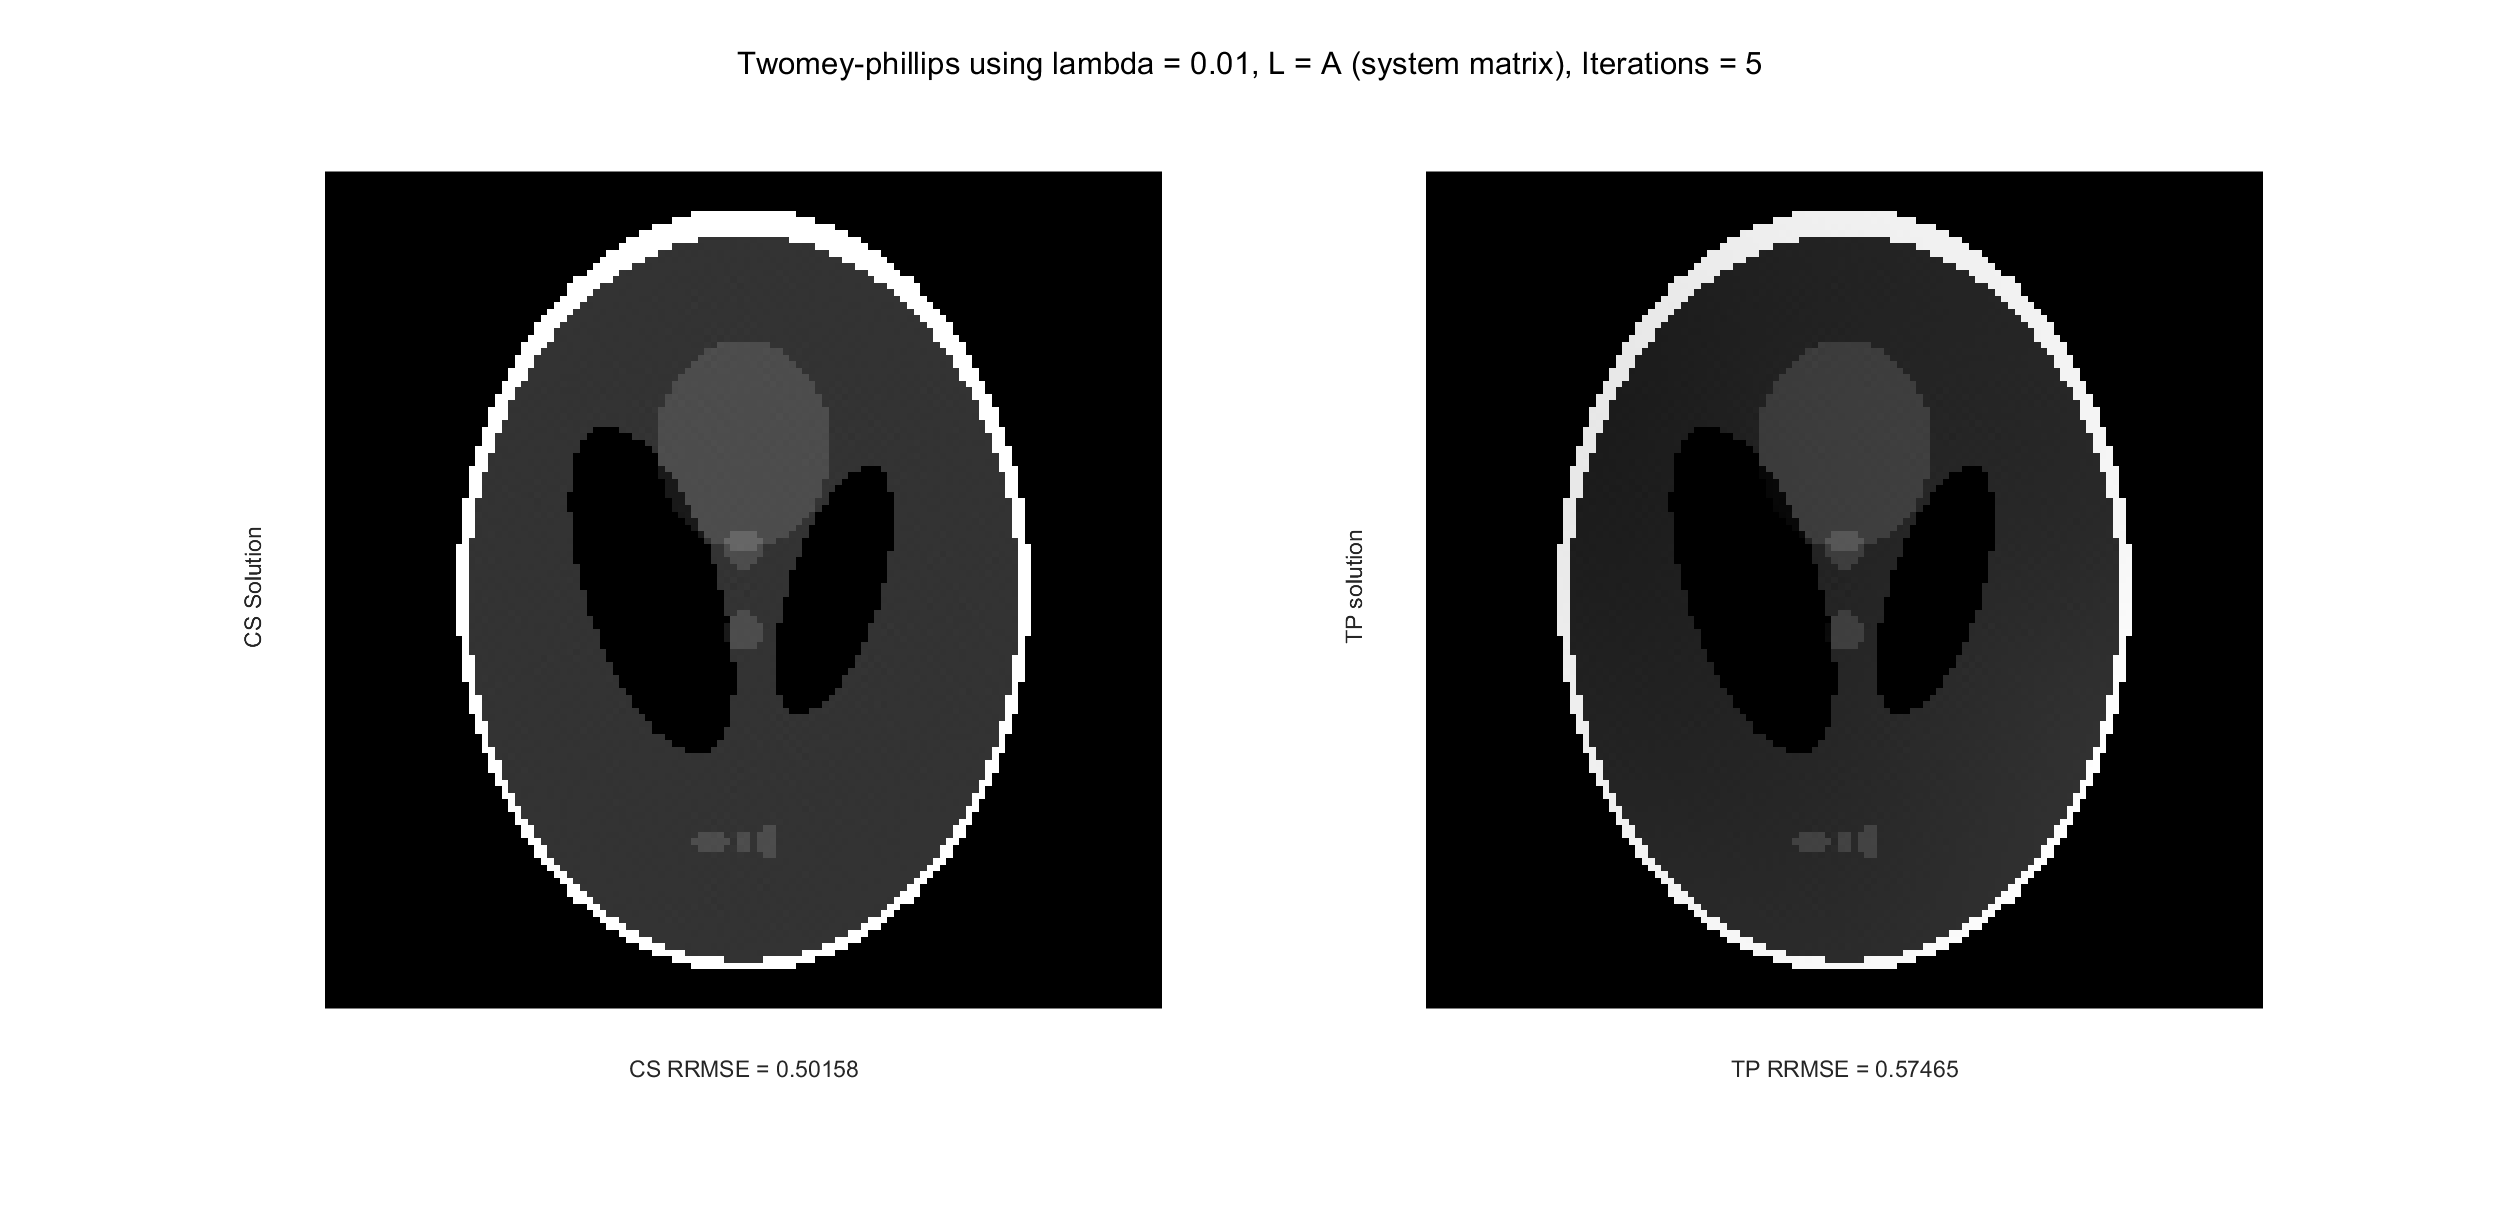 Twomey-phillips using lambda = 0.01, L = A (system matrix), Iterations = 5
CS Solution
TP solution
CS RRMSE = 0.50158
TP RRMSE = 0.57465